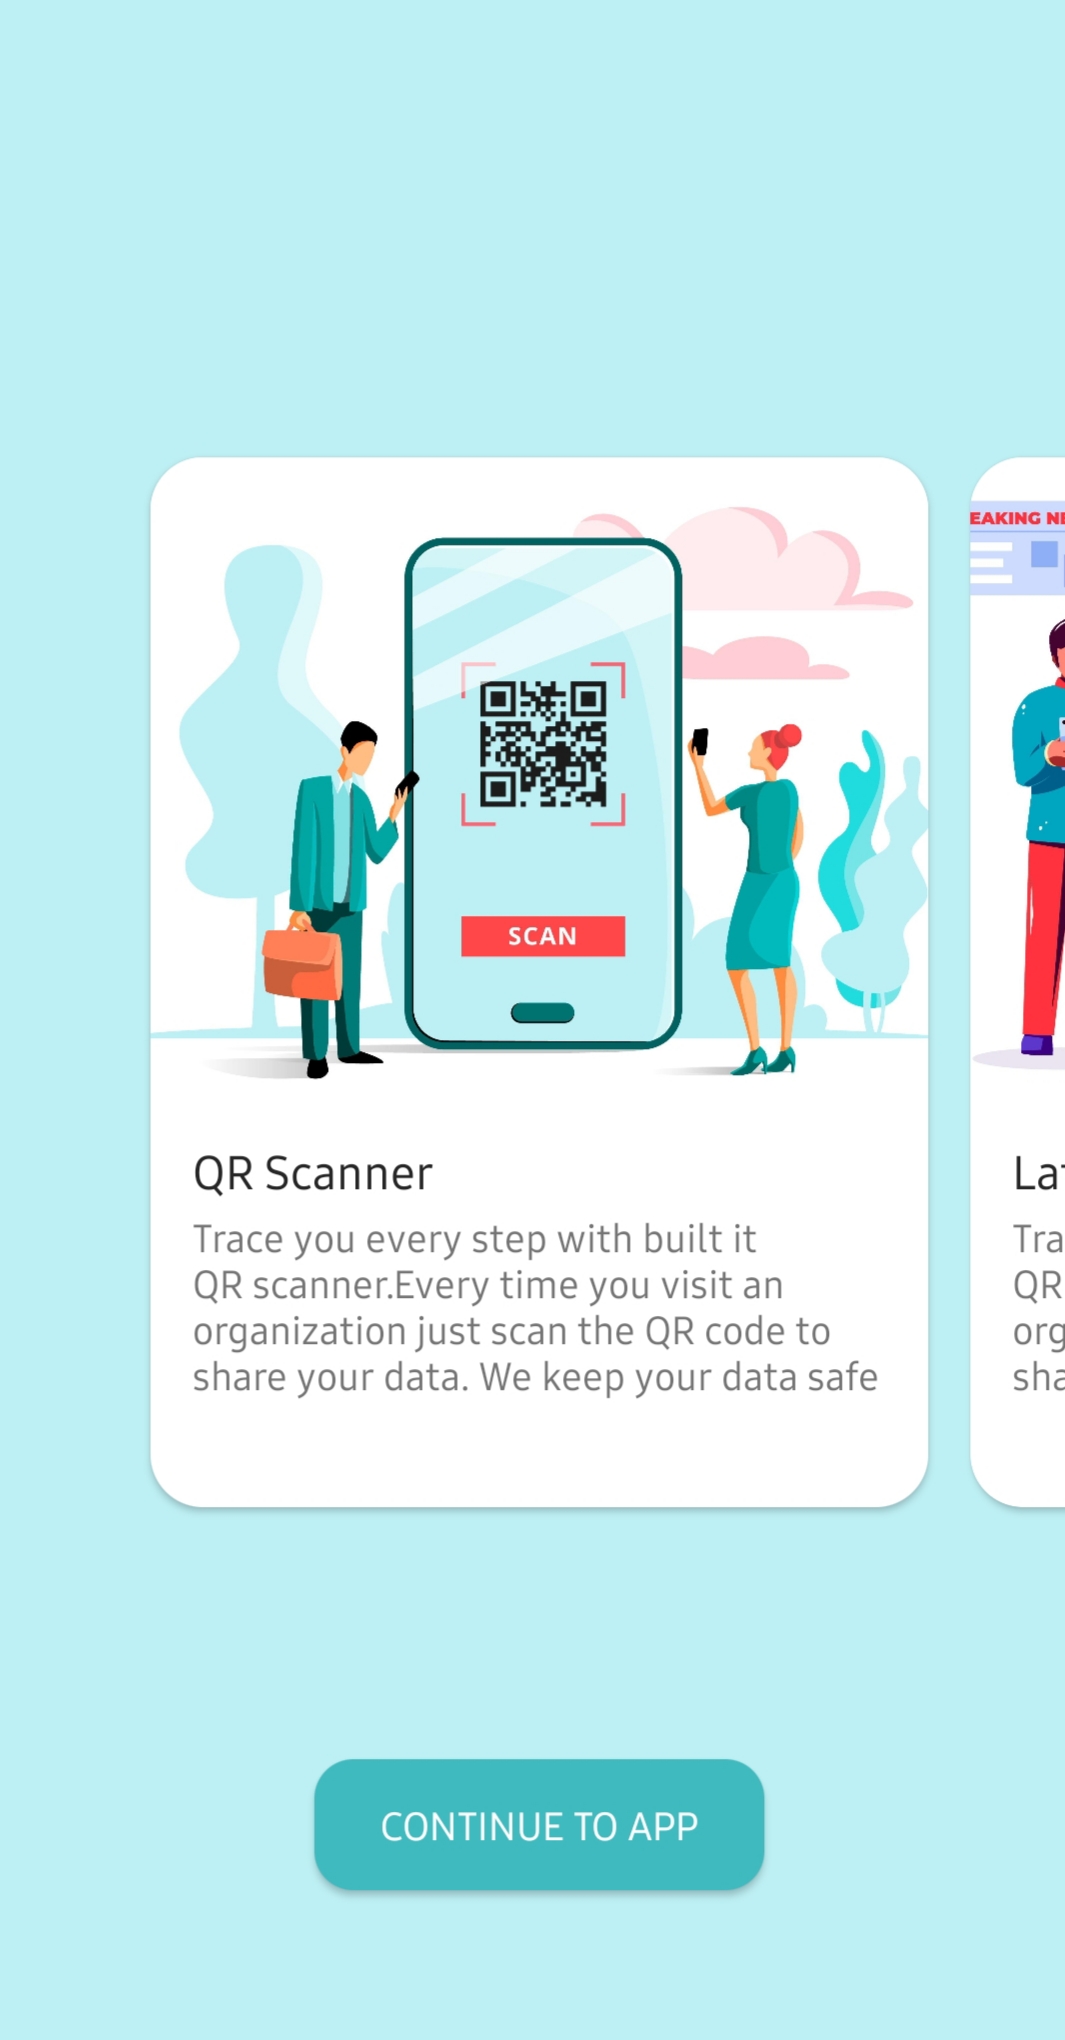 EAKING
SCAN
QR Scanner
Trace you every step with built it
QR scanner.Every time you visit an
organization just scan the QR code to
share your data. We keep your data safe
La
Tra
QR
org
sha
CONTINUE TO APP